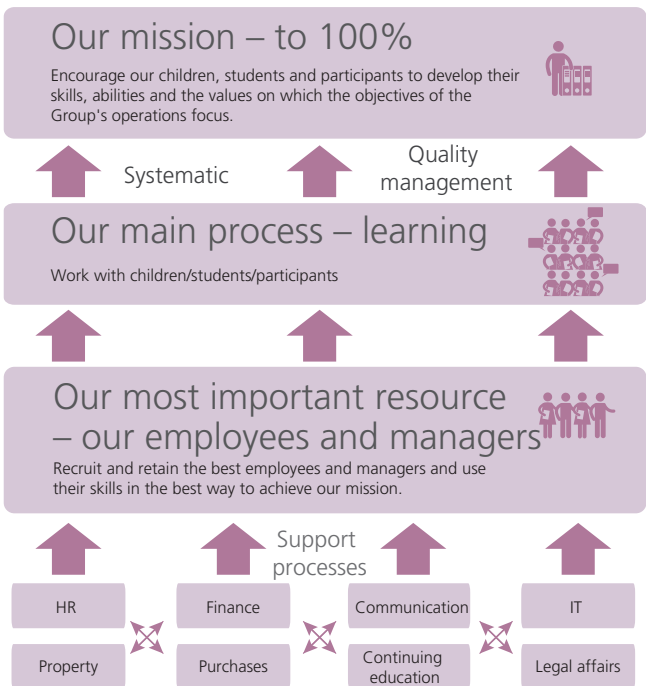 Our mission – to 100%
Encourage our children, students and participants to develop their
skills, abilities and the values on which the objectives of the
Group's operations focus.
Systematic
Quality
management
Our main process – learning
Work with children/students/participants
Our most important resource
– our employees and managers
Recruit and retain the best employees and managers and use
their skills in the best way to achieve our mission.
Support
processes
HR
Finance
Communication
IT
Property
Purchases
Continuing
education
Legal affairs